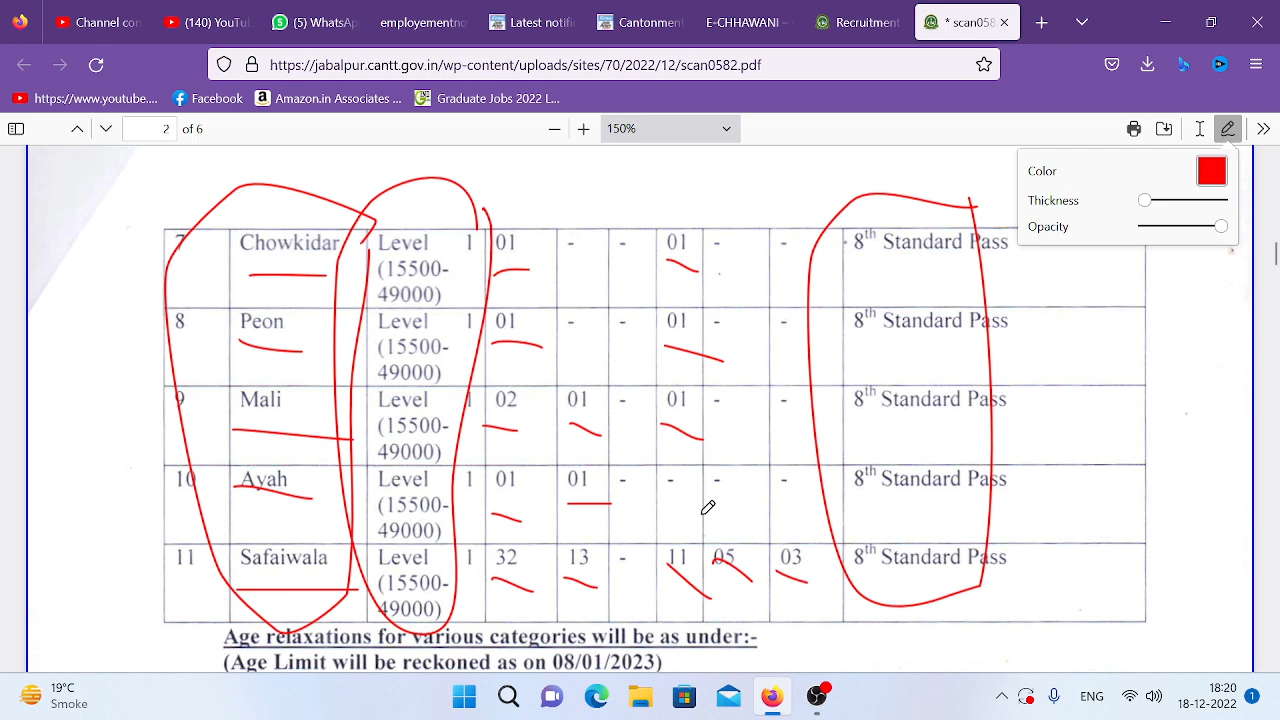 Channel con
(140) YouTu
(5) WhatsAp
employmentno
Latest notifi
Cantonment
E-CHHAWANI –
Recruitment
* scan058
https://jabalpur.cantt.gov.in/wp-content/uploads/sites/70/2022/12/scan0582.pdf
https://www.youtube...
Facebook
Amazon.in Associates ...
Graduate Jobs 2022 I...
2 of 6
150%
Color
Thickness
Opacity
7 Chowkidar Level 1 01 - - 01 - - 8th Standard Pass
(15500-
49000)
8 Peon Level 1 01 - - 01 - - 8th Standard Pass
(15500-
49000)
9 Mali Level 1 02 01 - 01 - - 8th Standard Pass
(15500-
49000)
10 Ayah Level 1 01 01 - - - - 8th Standard Pass
(15500-
49000)
11 Safaiwala Level 1 32 13 - 11 05 03 8th Standard Pass
(15500-
49000)
Age relaxations for various categories will be as under:-
(Age Limit will be reckoned as on 08/01/2023)
19°C
Smoke
ENG
18:20
18-12-2022
1